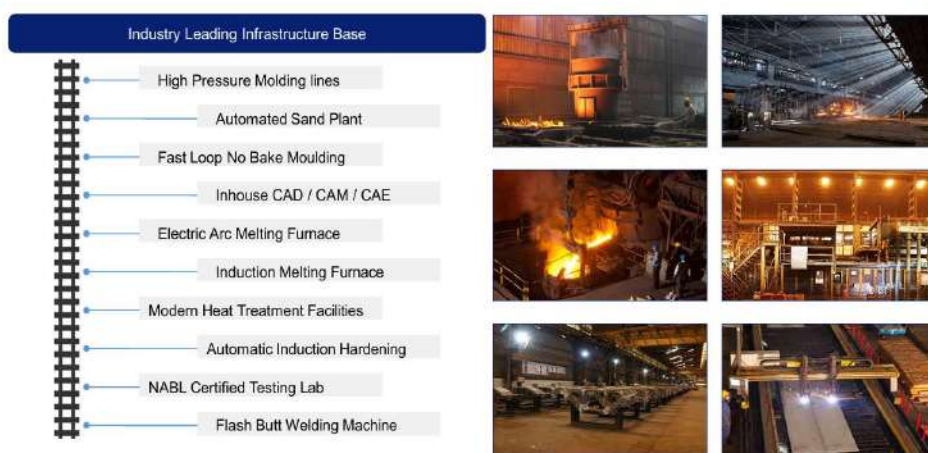 Industry Leading Infrastructure Base
High Pressure Molding lines
Automated Sand Plant
Fast Loop No Bake Moulding
Inhouse CAD / CAM / CAE
Electric Arc Melting Furnace
Induction Melting Furnace
Modern Heat Treatment Facilities
Automatic Induction Hardening
NABL Certified Testing Lab
Flash Butt Welding Machine